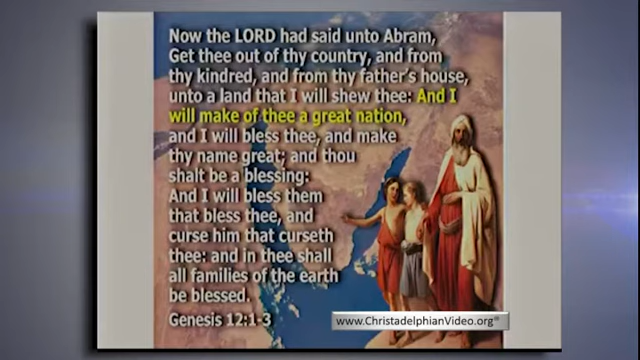 Now the LORD had said unto Abram,
Get thee out of thy country, and from
thy kindred, and from thy father's house,
unto a land that I will shew thee: And I
will make of thee a great nation,
and I will bless thee, and make
thy name great; and thou
shalt be a blessing:
And I will bless them
that bless thee, and
curse him that curseth
thee: and in thee shall
all families of the earth
be blessed.
Genesis 12:1-3
www.ChristadelphianVideo.org®